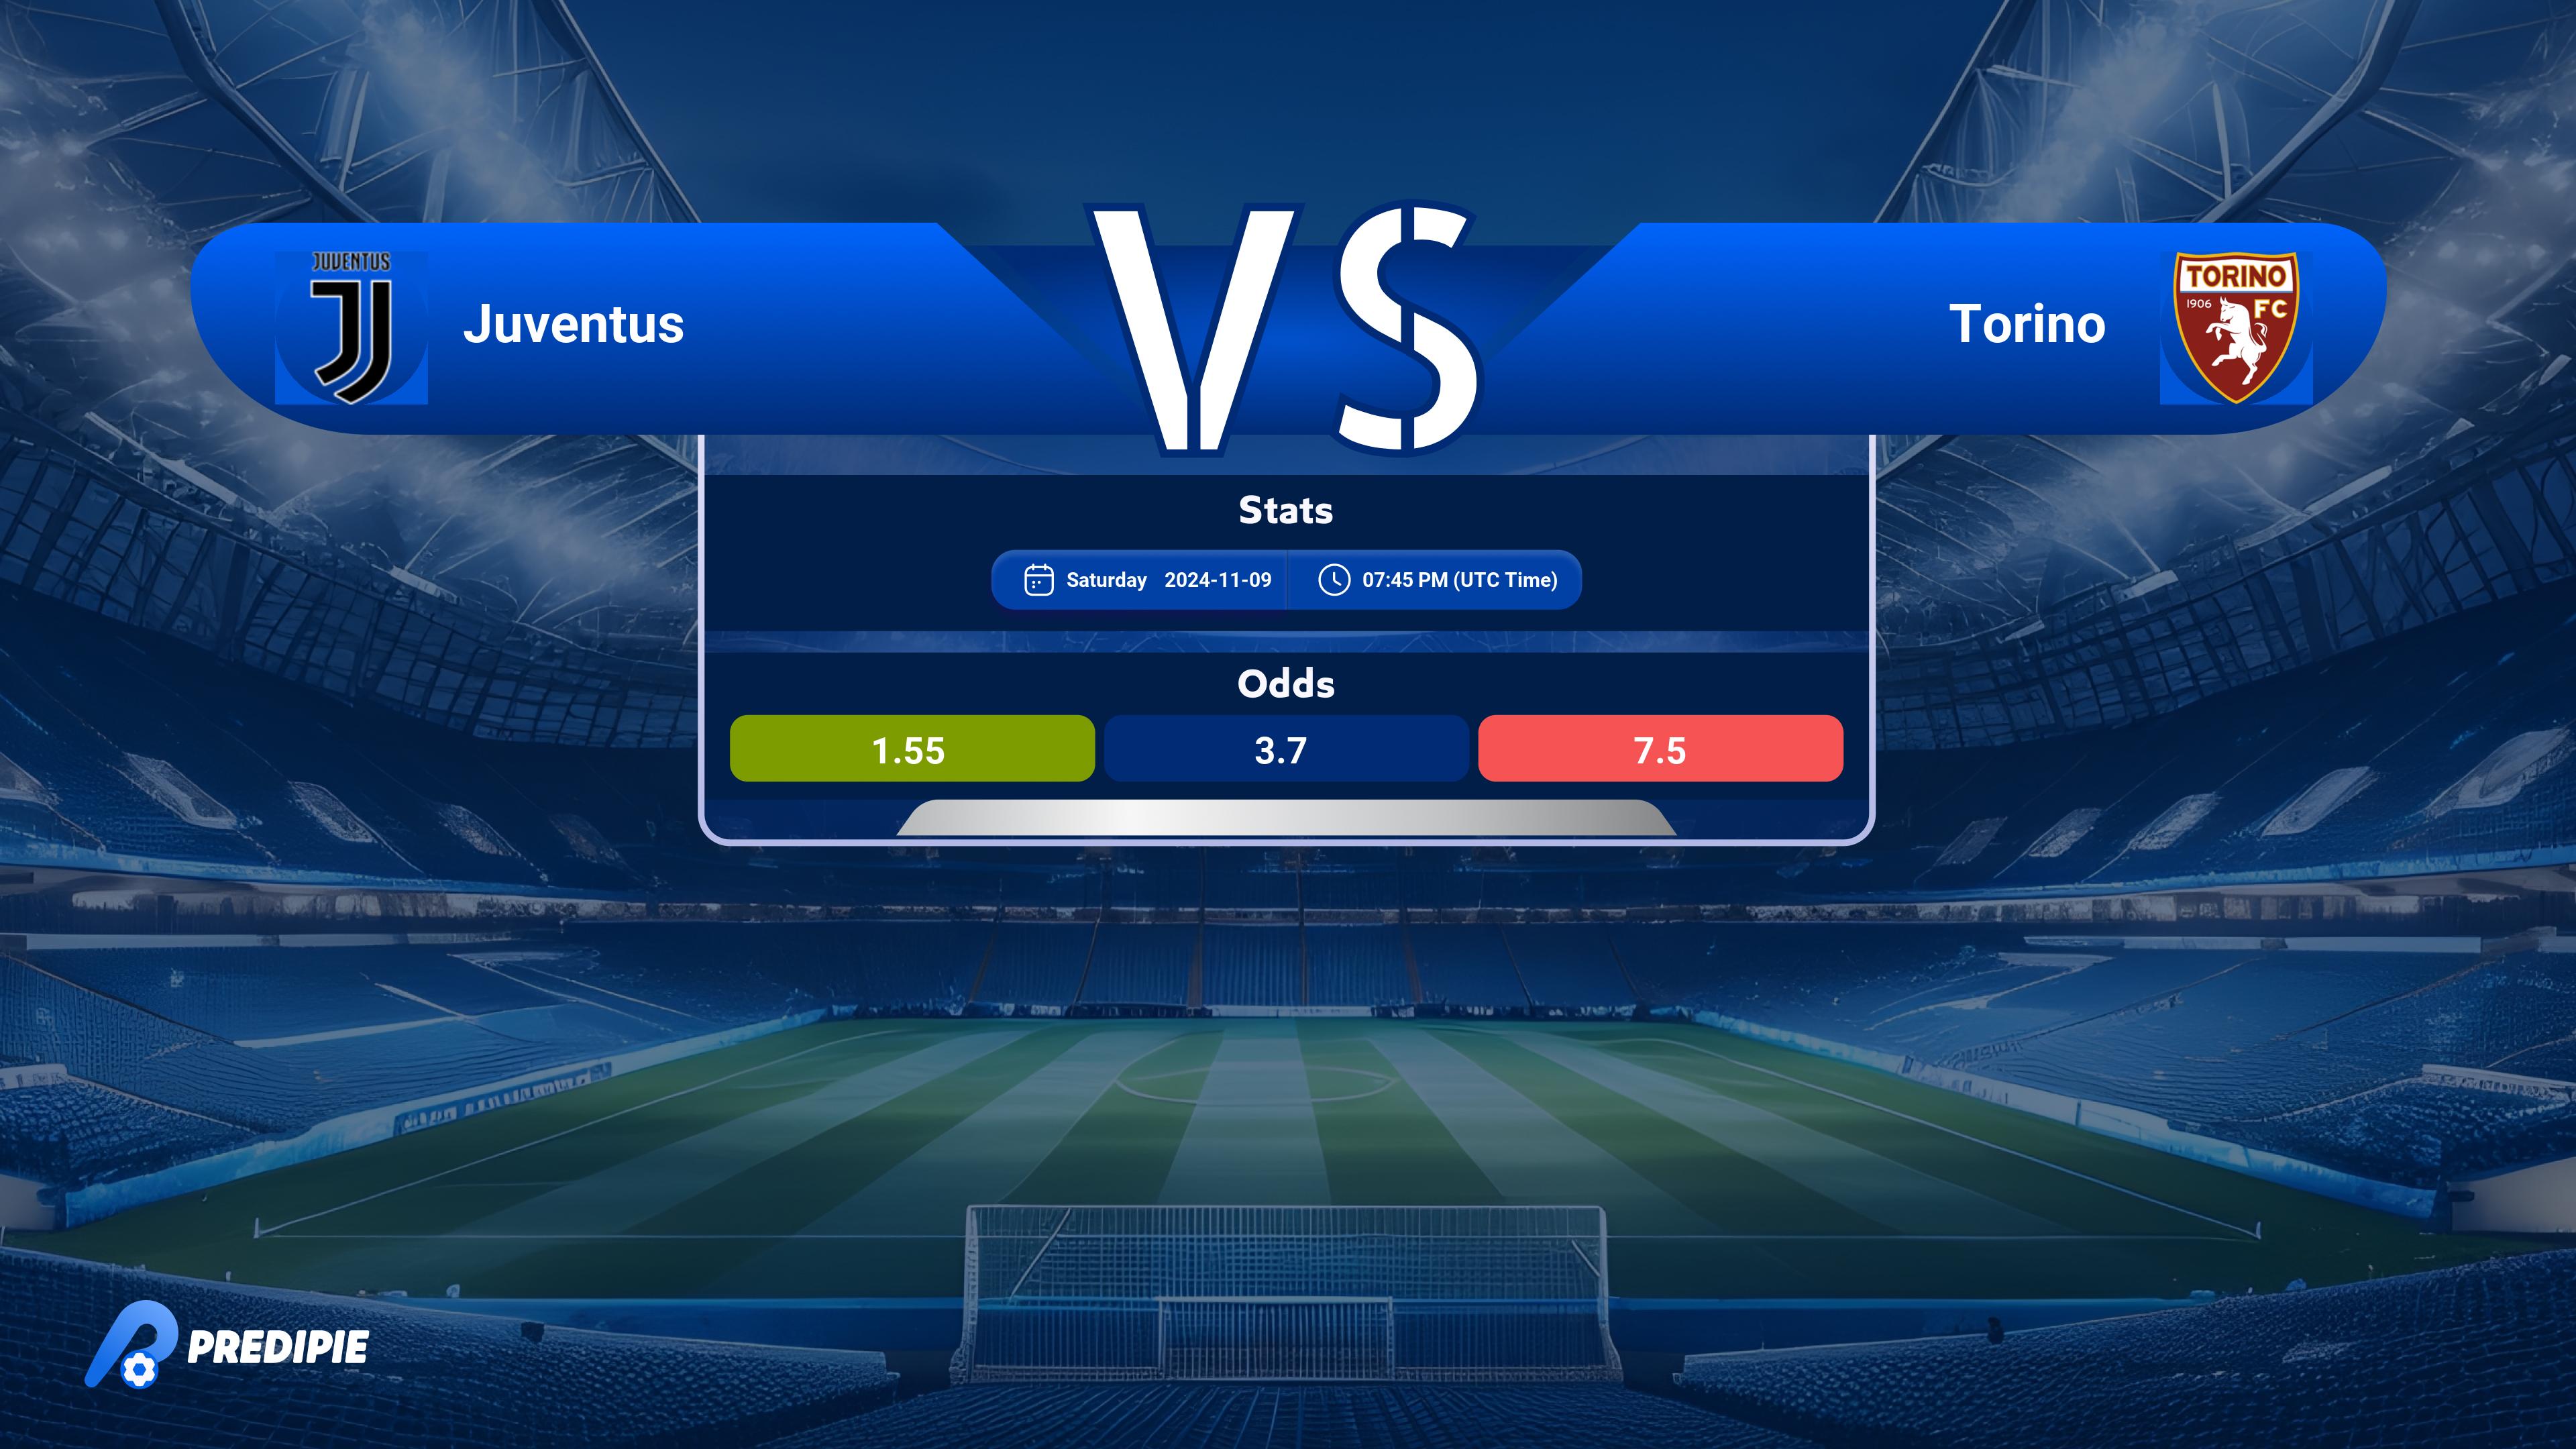 JUVENTUS
Juventus
VS
Torino
TORINO
1906 FC
Stats
Saturday 2024-11-09 07:45 PM (UTC Time)
Odds
1.55 3.7 7.5
PREDIPIE